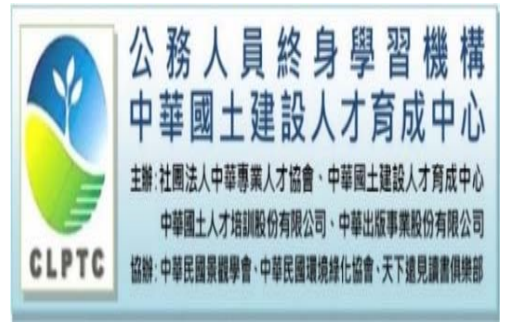 公務人員終身學習機構
中華國土建設人才育成中心
主辦:社團法人中華專業人才協會、中華國土建設人才育成中心
中華國土人才培訓股份有限公司、中華出版事業股份有限公司
協辦:中華民國景觀學會、中華民國環境綠化協會、天下遠見讀書俱樂部
CLPTC